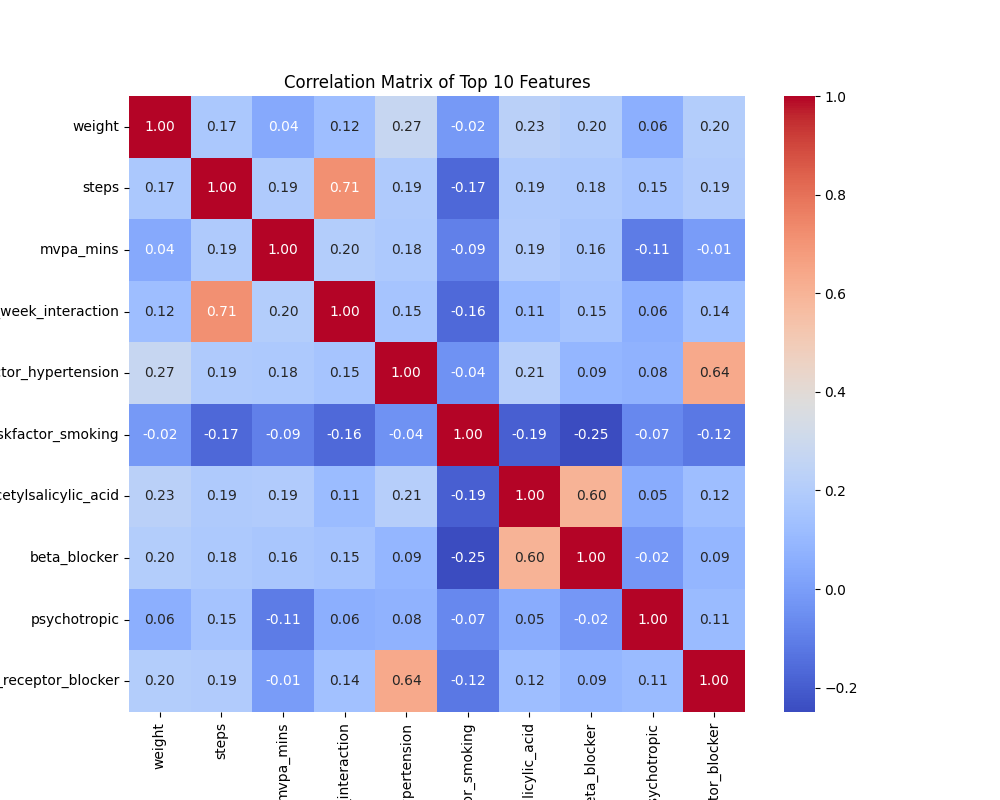 Correlation Matrix of Top 10 Features
weight 1.00 0.17 0.04 0.12 0.27 -0.02 0.23 0.20 0.06 0.20
steps 0.17 1.00 0.19 0.71 0.19 -0.17 0.19 0.18 0.15 0.19
mvpa_mins 0.04 0.19 1.00 0.20 0.18 -0.09 0.19 0.16 -0.11 -0.01
_week_interaction 0.12 0.71 0.20 1.00 0.15 -0.16 0.11 0.15 0.06 0.14
tor_hypertension 0.27 0.19 0.18 0.15 1.00 -0.04 0.21 0.09 0.08 0.64
skfactor_smoking -0.02 -0.17 -0.09 -0.16 -0.04 1.00 -0.19 -0.25 -0.07 -0.12
cetylsalicylic_acid 0.23 0.19 0.19 0.11 0.21 -0.19 1.00 0.60 0.05 0.12
beta_blocker 0.20 0.18 0.16 0.15 0.09 -0.25 0.60 1.00 -0.02 0.09
psychotropic 0.06 0.15 -0.11 0.06 0.08 -0.07 0.05 -0.02 1.00 0.11
_receptor_blocker 0.20 0.19 -0.01 0.14 0.64 -0.12 0.12 0.09 0.11 1.00
weight
steps
mvpa_mins
_interaction
pertension
or_smoking
licylic_acid
eta_blocker
sychotropic
tor_blocker
1.0
0.8
0.6
0.4
0.2
0.0
−0.2